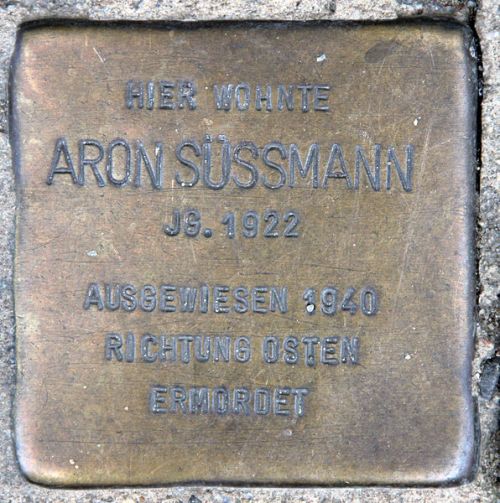 HIER WOHNTE
ARON SÜSSMANN
JG. 1922
AUSGEWIESEN 1940
RICHTUNG OSTEN
ERMORDET